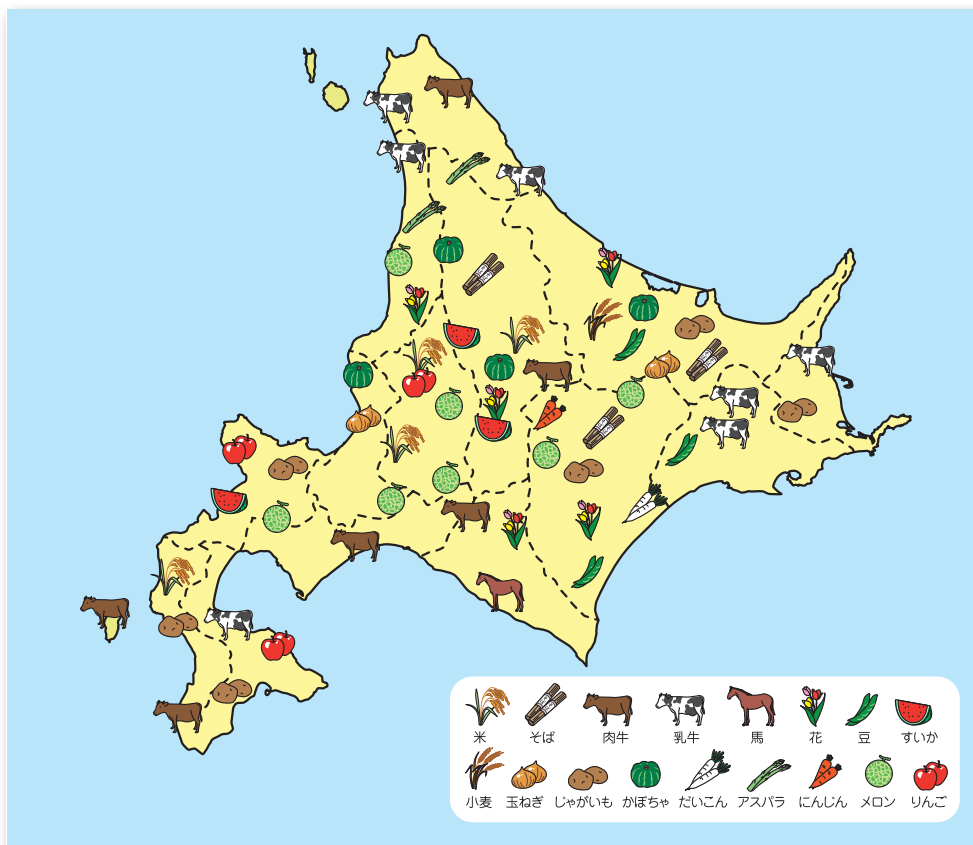 米 そば 肉牛 乳牛 馬 花 豆 すいか
小麦 玉ねぎ じゃがいも かぼちゃ だいこん アスパラ にんじん メロン りんご